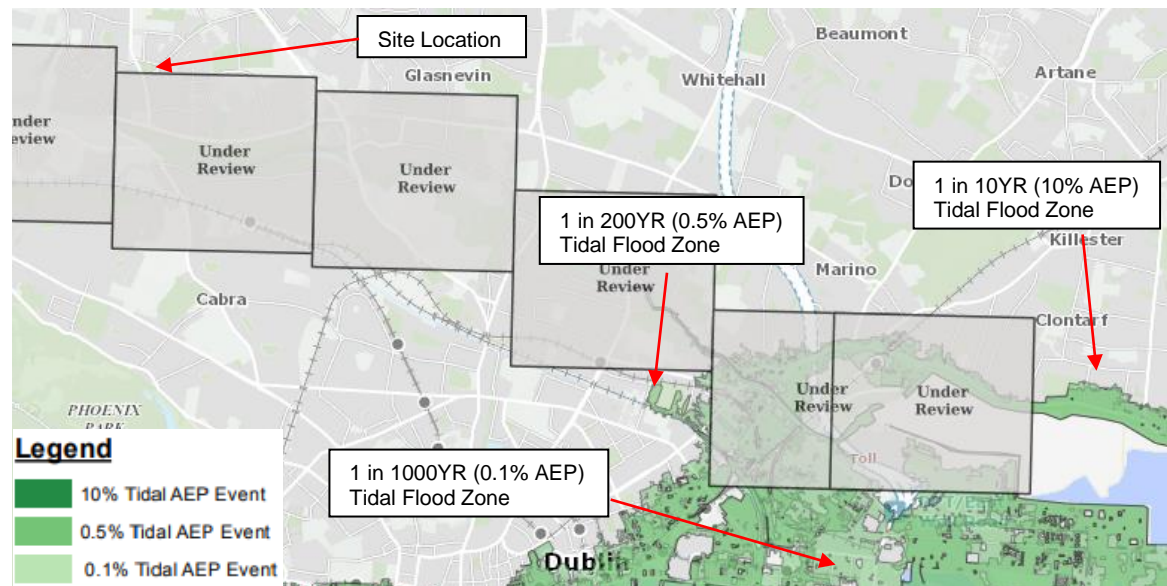 Site Location
Beaumont
Glasnevin
Whitehall
Artane
Under
Review
Under
Review
Under
Review
1 in 10YR (10% AEP)
Tidal Flood Zone
1 in 200YR (0.5% AEP)
Tidal Flood Zone
Killester
Under
Review
Marino
Cabra
Clontarf
Under
Review
Under
Review
PHOENIX
PARK
Legend
10% Tidal AEP Event
0.5% Tidal AEP Event
0.1% Tidal AEP Event
1 in 1000YR (0.1% AEP)
Tidal Flood Zone
Toll
Dublin